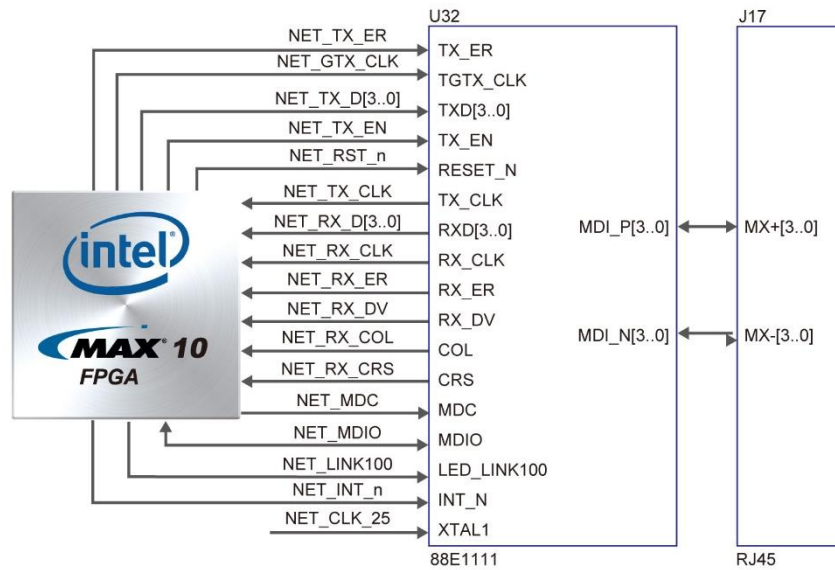 U32
J17
NET_TX_ER
TX_ER
NET_GTX_CLK
TGTX_CLK
NET_TX_D[3..0]
TXD[3..0]
NET_TX_EN
TX_EN
NET_RST_n
RESET_N
NET_TX_CLK
TX_CLK
NET_RX_D[3..0]
RXD[3..0]
MDI_P[3..0]
MX+[3..0]
NET_RX_CLK
RX_CLK
NET_RX_ER
RX_ER
NET_RX_DV
RX_DV
MDI_N[3..0]
MX-[3..0]
NET_RX_COL
COL
NET_RX_CRS
CRS
NET_MDC
MDC
NET_MDIO
MDIO
NET_LINK100
LED_LINK100
NET_INT_n
INT_N
NET_CLK_25
XTAL1
88E1111
RJ45
intel
MAX® 10
FPGA